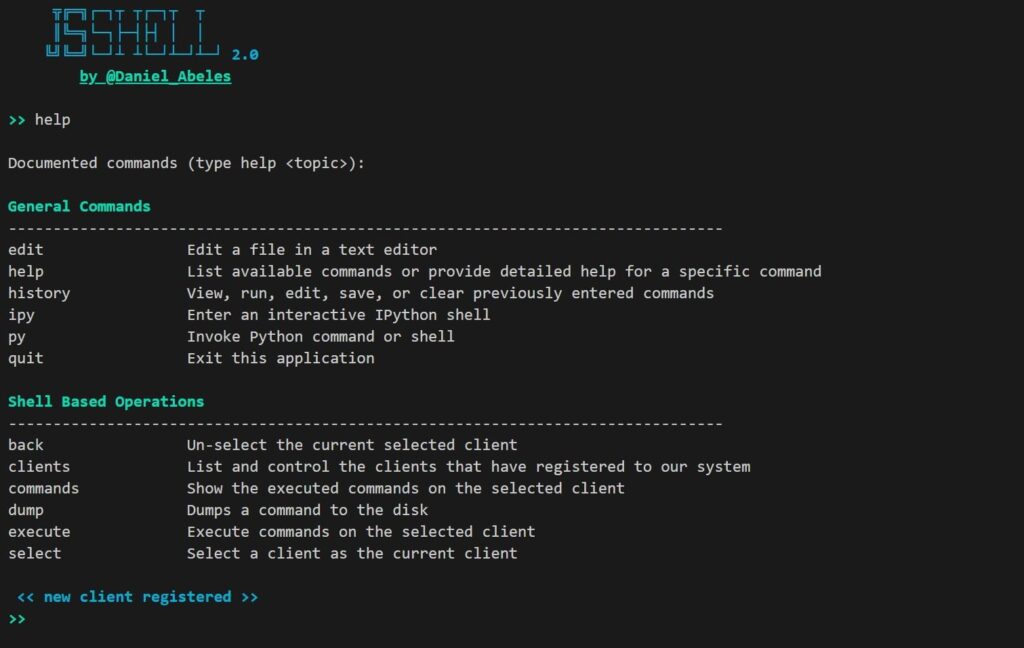 JSSHELL 2.0
by @Daniel_Abeles
>> help
Documented commands (type help <topic>):
General Commands
--------------------------------------------------------------------------------
edit Edit a file in a text editor
help List available commands or provide detailed help for a specific command
history View, run, edit, save, or clear previously entered commands
ipy Enter an interactive IPython shell
py Invoke Python command or shell
quit Exit this application
Shell Based Operations
--------------------------------------------------------------------------------
back Un-select the current selected client
clients List and control the clients that have registered to our system
commands Show the executed commands on the selected client
dump Dumps a command to the disk
execute Execute commands on the selected client
select Select a client as the current client
<< new client registered >>
>>